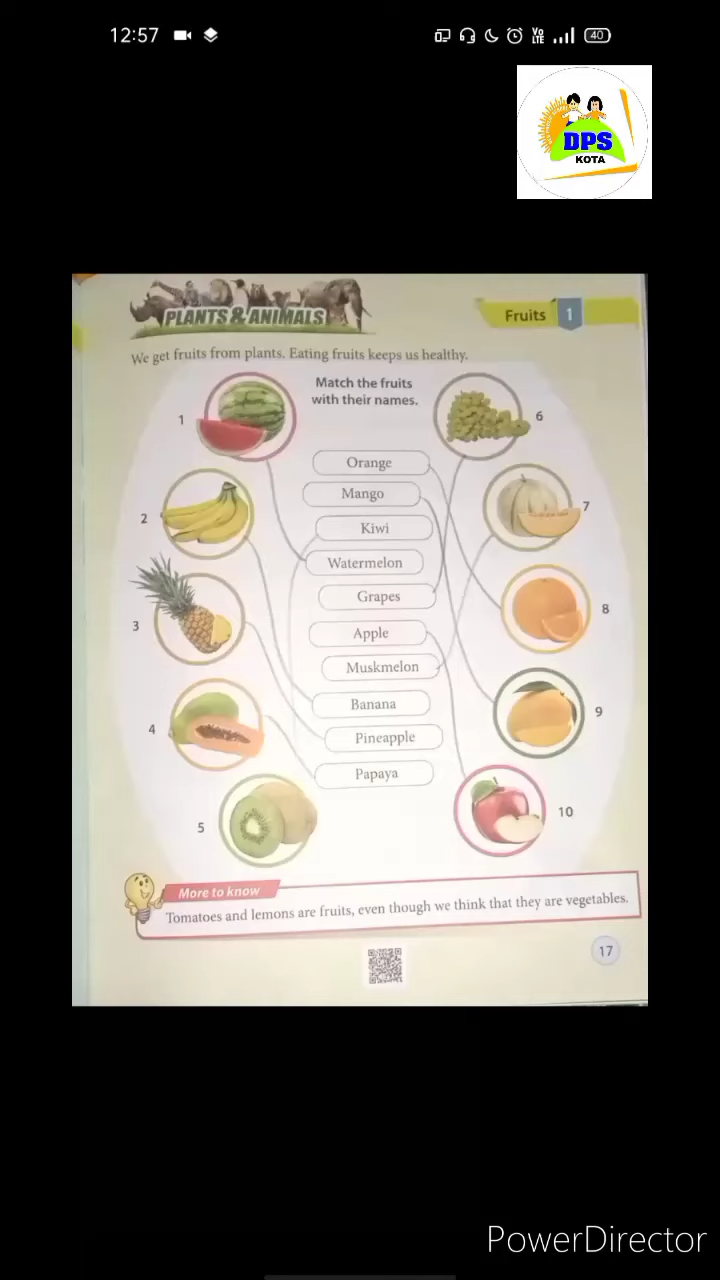 12:57
Vo
LTE
40
DPS
KOTA
PLANTS & ANIMALS
Fruits 1
We get fruits from plants. Eating fruits keeps us healthy.
Match the fruits
with their names.
1
6
Orange
Mango
2
7
Kiwi
Watermelon
Grapes
3
8
Apple
Muskmelon
Banana
4
9
Pineapple
Papaya
5
10
More to know
Tomatoes and lemons are fruits, even though we think that they are vegetables.
17
PowerDirector